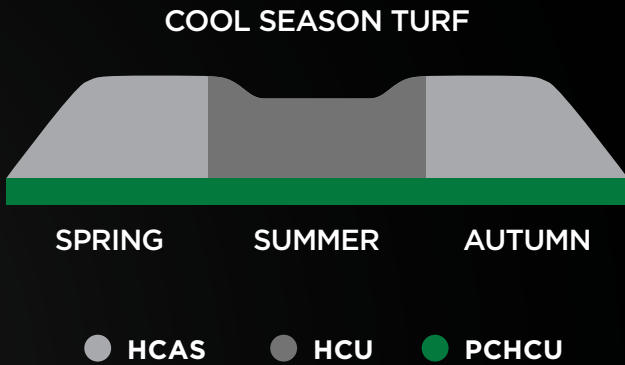 COOL SEASON TURF
SPRING SUMMER AUTUMN
HCAS HCU PCHCU